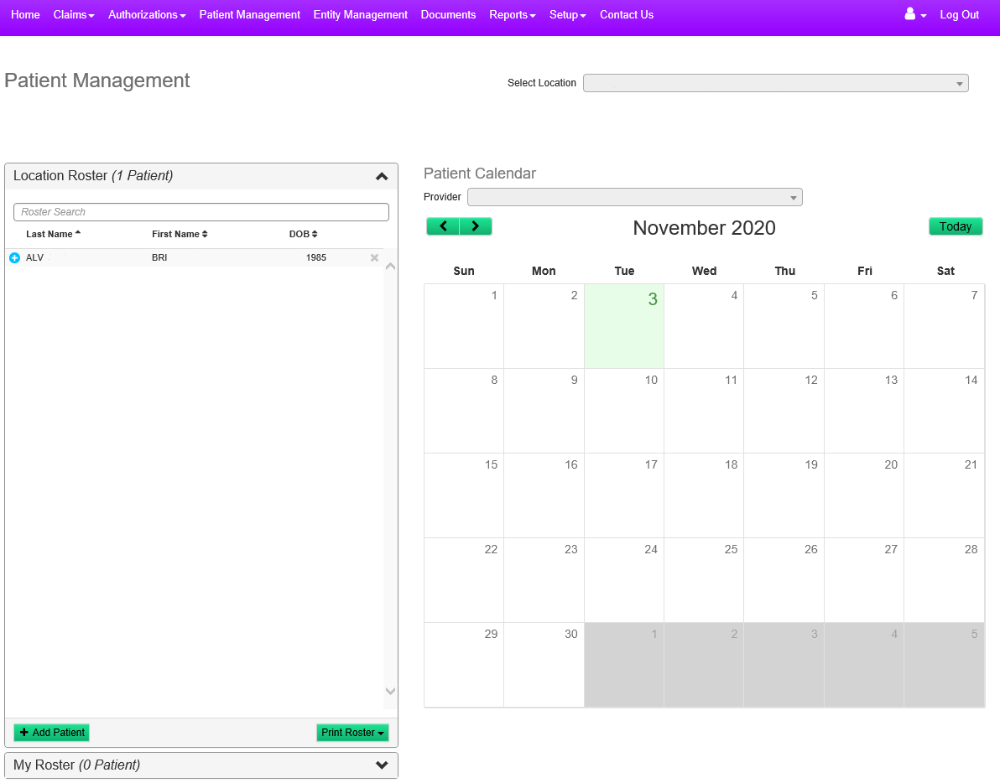 Home Claims Authorizations Patient Management Entity Management Documents Reports Setup Contact Us Log Out
Patient Management
Select Location
Location Roster (1 Patient)
Roster Search
Last Name First Name DOB
ALV BRI 1985
Add Patient Print Roster
My Roster (0 Patient)
Patient Calendar
Provider
November 2020 Today
Sun Mon Tue Wed Thu Fri Sat
1 2 3 4 5 6 7
8 9 10 11 12 13 14
15 16 17 18 19 20 21
22 23 24 25 26 27 28
29 30 1 2 3 4 5